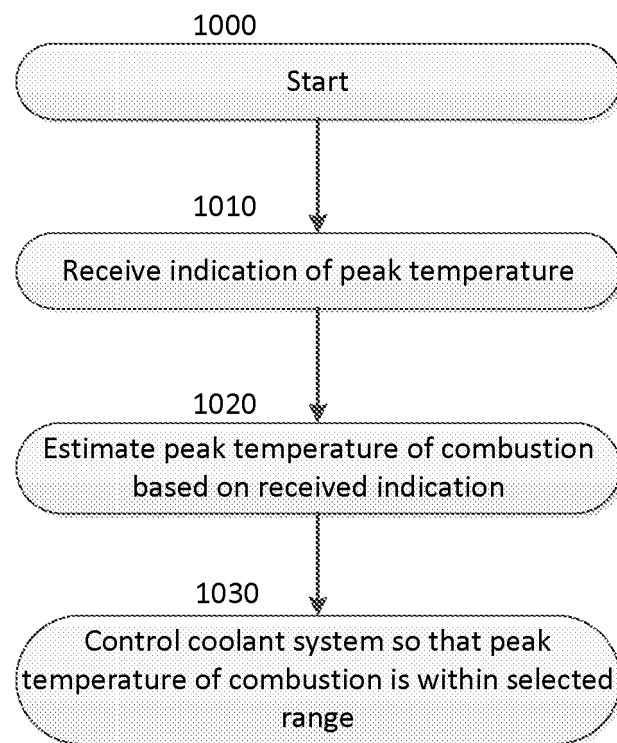 1000
Start
1010
Receive indication of peak temperature
1020
Estimate peak temperature of combustion
based on received indication
1030
Control coolant system so that peak
temperature of combustion is within selected
range